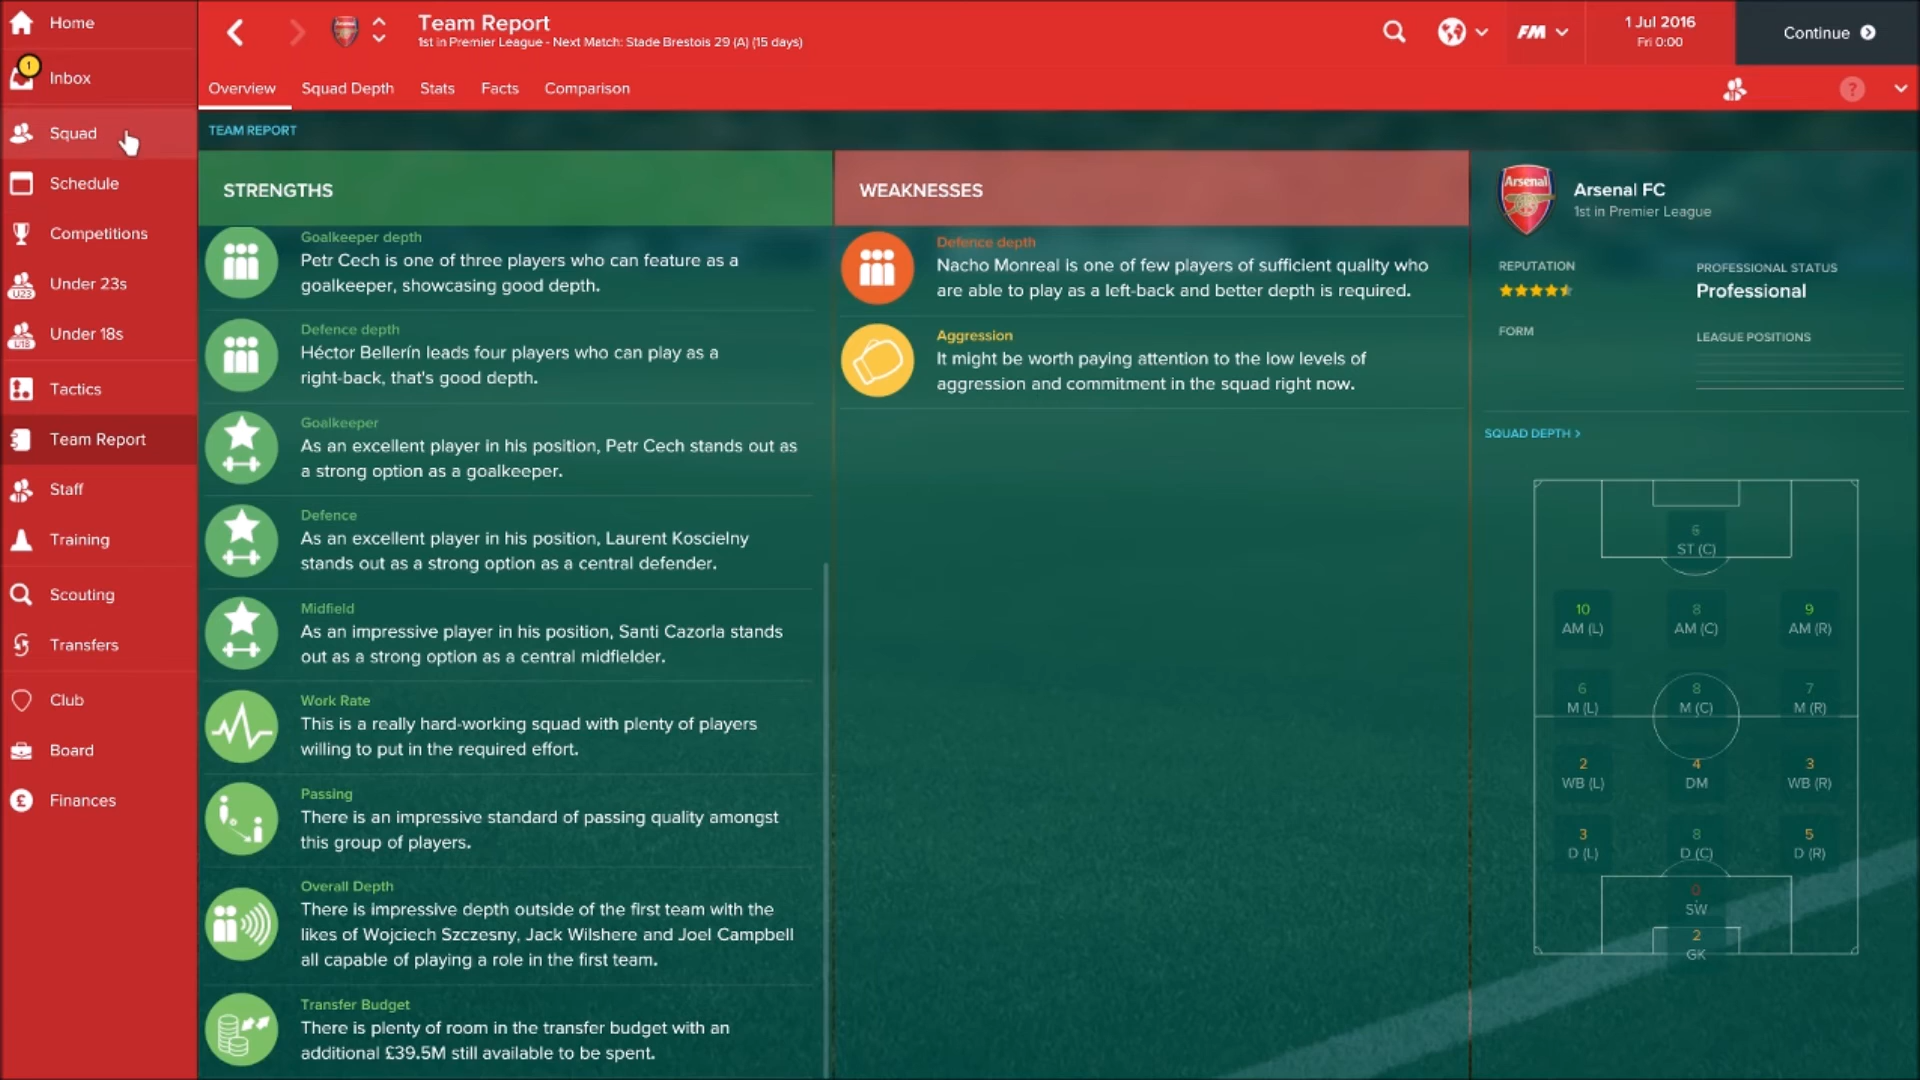 Home
1
Inbox
Squad
Schedule
Competitions
U23
Under 23s
U18
Under 18s
Tactics
Team Report
Staff
Training
Scouting
Transfers
Club
Board
£
Finances
Arsenal
Team Report
1st in Premier League - Next Match: Stade Brestois 29 (A) (15 days)
FM
1 Jul 2016
Fri 0:00
Continue
Overview
Squad Depth
Stats
Facts
Comparison
?
TEAM REPORT
STRENGTHS
Goalkeeper depth
Petr Cech is one of three players who can feature as a
goalkeeper, showcasing good depth.
Defence depth
Héctor Bellerín leads four players who can play as a
right-back, that's good depth.
Goalkeeper
As an excellent player in his position, Petr Cech stands out as
a strong option as a goalkeeper.
Defence
As an excellent player in his position, Laurent Koscielny
stands out as a strong option as a central defender.
Midfield
As an impressive player in his position, Santi Cazorla stands
out as a strong option as a central midfielder.
Work Rate
This is a really hard-working squad with plenty of players
willing to put in the required effort.
Passing
There is an impressive standard of passing quality amongst
this group of players.
Overall Depth
There is impressive depth outside of the first team with the
likes of Wojciech Szczesny, Jack Wilshere and Joel Campbell
all capable of playing a role in the first team.
Transfer Budget
There is plenty of room in the transfer budget with an
additional £39.5M still available to be spent.
WEAKNESSES
Defence depth
Nacho Monreal is one of few players of sufficient quality who
are able to play as a left-back and better depth is required.
Aggression
It might be worth paying attention to the low levels of
aggression and commitment in the squad right now.
Arsenal
Arsenal FC
1st in Premier League
REPUTATION
PROFESSIONAL STATUS
Professional
FORM
LEAGUE POSITIONS
SQUAD DEPTH >
6
ST (C)
10 8 9
AM (L) AM (C) AM (R)
6 8 7
M (L) M (C) M (R)
2 4 3
WB (L) DM WB (R)
3 8 5
D (L) D (C) D (R)
0
SW
2
GK